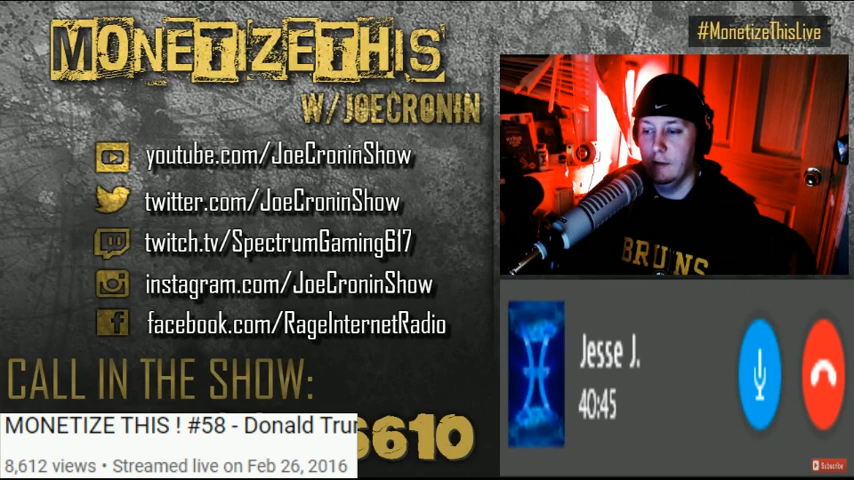 MONETIZETHIS
W/JOECRONIN
#MonetizeThisLive
youtube.com/JoeCroninShow
twitter.com/JoeCroninShow
twitch.tv/SpectrumGaming617
instagram.com/JoeCroninShow
facebook.com/RageInternetRadio
CALL IN THE SHOW:
6610
MONETIZE THIS ! #58 - Donald Tru
8,612 views • Streamed live on Feb 26, 2016
BRUNS
Jesse J.
40:45
Subscribe